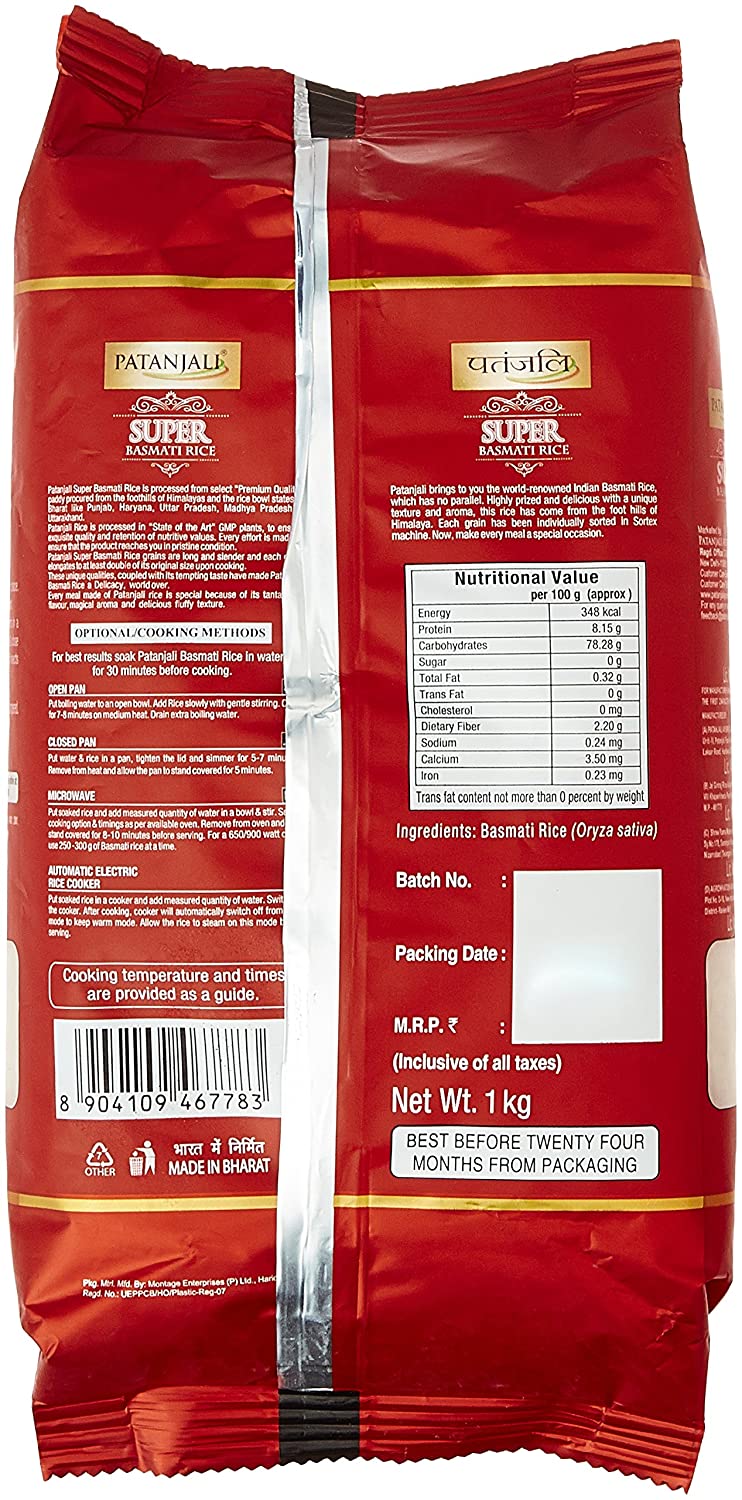 PATANJALI®
SUPER
BASMATI RICE
Patanjali Super Basmati Rice is processed from select "Premium Qualit
paddy procured from the foothills of Himalayas and the rice bowl states
Bharat like Punjab, Haryana, Uttar Pradesh, Madhya Pradesh
Uttarakhand.
Patanjali Rice is processed in "State of the Art" GMP plants, to ens
exquisite quality and retention of nutritive values. Every effort is mad
ensure that the product reaches you in pristine condition.
Patanjali Super Basmati Rice grains are long and slender and each
elongates to at least double of its original size upon cooking.
These unique qualities, coupled with its tempting taste have made Pat
Basmati Rice a Delicacy, world over.
Every meal made of Patanjali rice is special because of its tanta
flavour, magical aroma and delicious fluffy texture.
OPTIONAL/COOKING METHODS
For best results soak Patanjali Basmati Rice in water
for 30 minutes before cooking.
OPEN PAN
Put boiling water to an open bowl. Add Rice slowly with gentle stirring. C
for 7-8 minutes on medium heat. Drain extra boiling water.
CLOSED PAN
Put water & rice in a pan, tighten the lid and simmer for 5-7 minu
Remove from heat and allow the pan to stand covered for 5 minutes.
MICROWAVE
Put soaked rice and add measured quantity of water in a bowl & stir. Se
cooking option & timings as per available oven. Remove from oven and
stand covered for 8-10 minutes before serving. For a 650/900 watt o
use 250 -300 g of Basmati rice at a time.
AUTOMATIC ELECTRIC
RICE COOKER
Put soaked rice in a cooker and add measured quantity of water. Swit
the cooker. After cooking, cooker will automatically switch off from
mode to keep warm mode. Allow the rice to steam on this mode b
serving.
Cooking temperature and times
are provided as a guide.
8 904109 467783
7
OTHER
भारत में निर्मित
MADE IN BHARAT
Pkg. Mtrl. Mfd. By: Montage Enterprises (P) Ltd., Harid
Regd. No.: UEPPCB/HO/Plastic-Reg-07
पतंजलि
SUPER
BASMATI RICE
Patanjali brings to you the world-renowned Indian Basmati Rice,
which has no parallel. Highly prized and delicious with a unique
texture and aroma, this rice has come from the foot hills of
Himalaya. Each grain has been individually sorted in Sortex
machine. Now, make every meal a special occasion.
Nutritional Value
per 100 g (approx )
Energy 348 kcal
Protein 8.15 g
Carbohydrates 78.28 g
Sugar 0 g
Total Fat 0.32 g
Trans Fat 0 g
Cholesterol 0 mg
Dietary Fiber 2.20 g
Sodium 0.24 mg
Calcium 3.50 mg
Iron 0.23 mg
Trans fat content not more than 0 percent by weight
Ingredients: Basmati Rice (Oryza sativa)
Batch No. :
Packing Date :
M.R.P. ₹ :
(Inclusive of all taxes)
Net Wt. 1 kg
BEST BEFORE TWENTY FOUR
MONTHS FROM PACKAGING